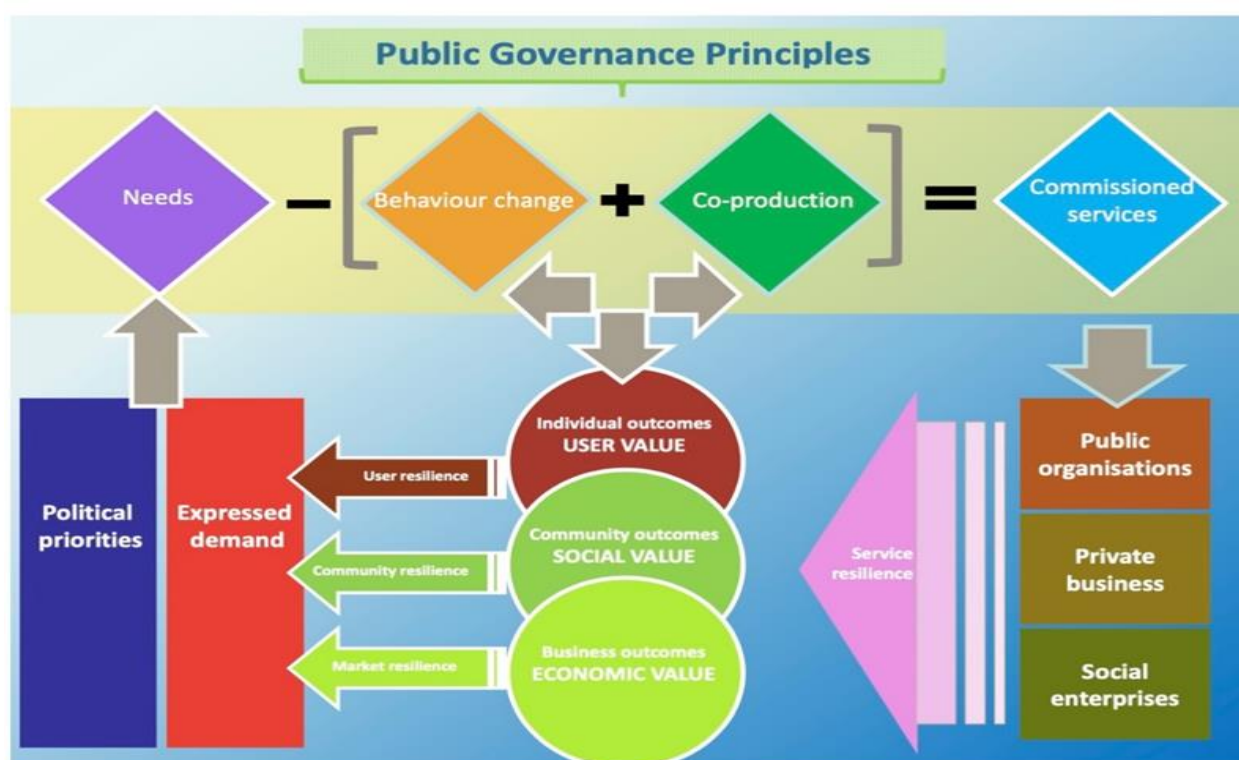 Public Governance Principles
Needs
–
[
Behaviour change
+
Co-production
]
=
Commissioned
services
Political
priorities
Expressed
demand
User resilience
Community resilience
Market resilience
Individual outcomes
USER VALUE
Community outcomes
SOCIAL VALUE
Business outcomes
ECONOMIC VALUE
Service
resilience
Public
organisations
Private
business
Social
enterprises